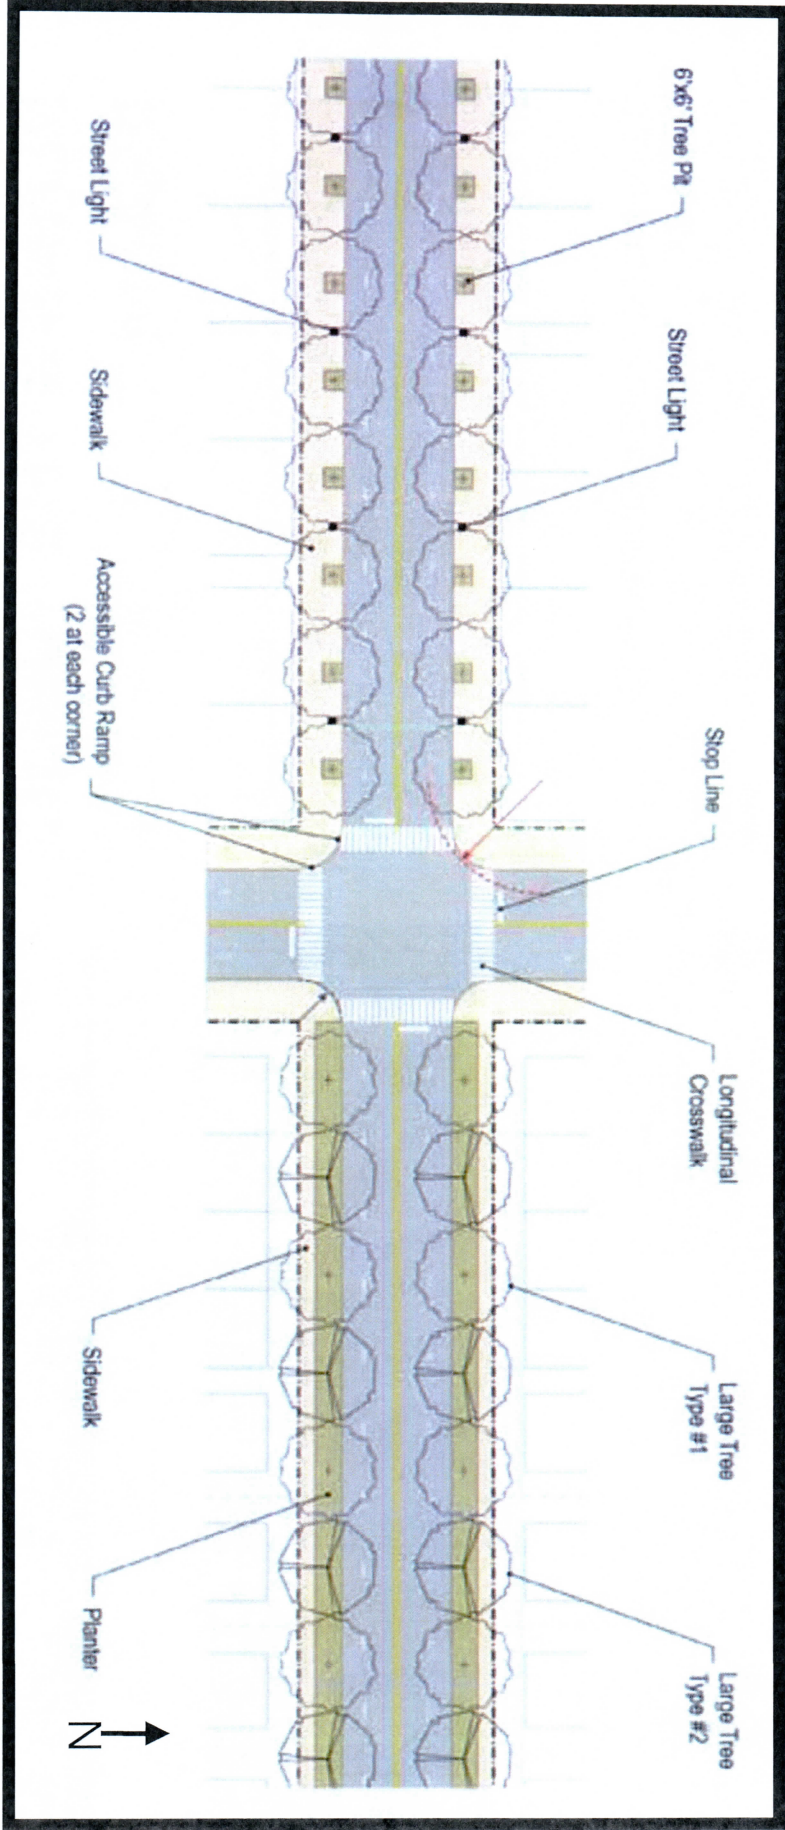 6'x6' Tree Pit
Street Light
Stop Line
Longitudinal
Crosswalk
Large Tree
Type #1
Large Tree
Type #2
Street Light
Sidewalk
Accessible Curb Ramp
(2 at each corner)
Sidewalk
Planter
N